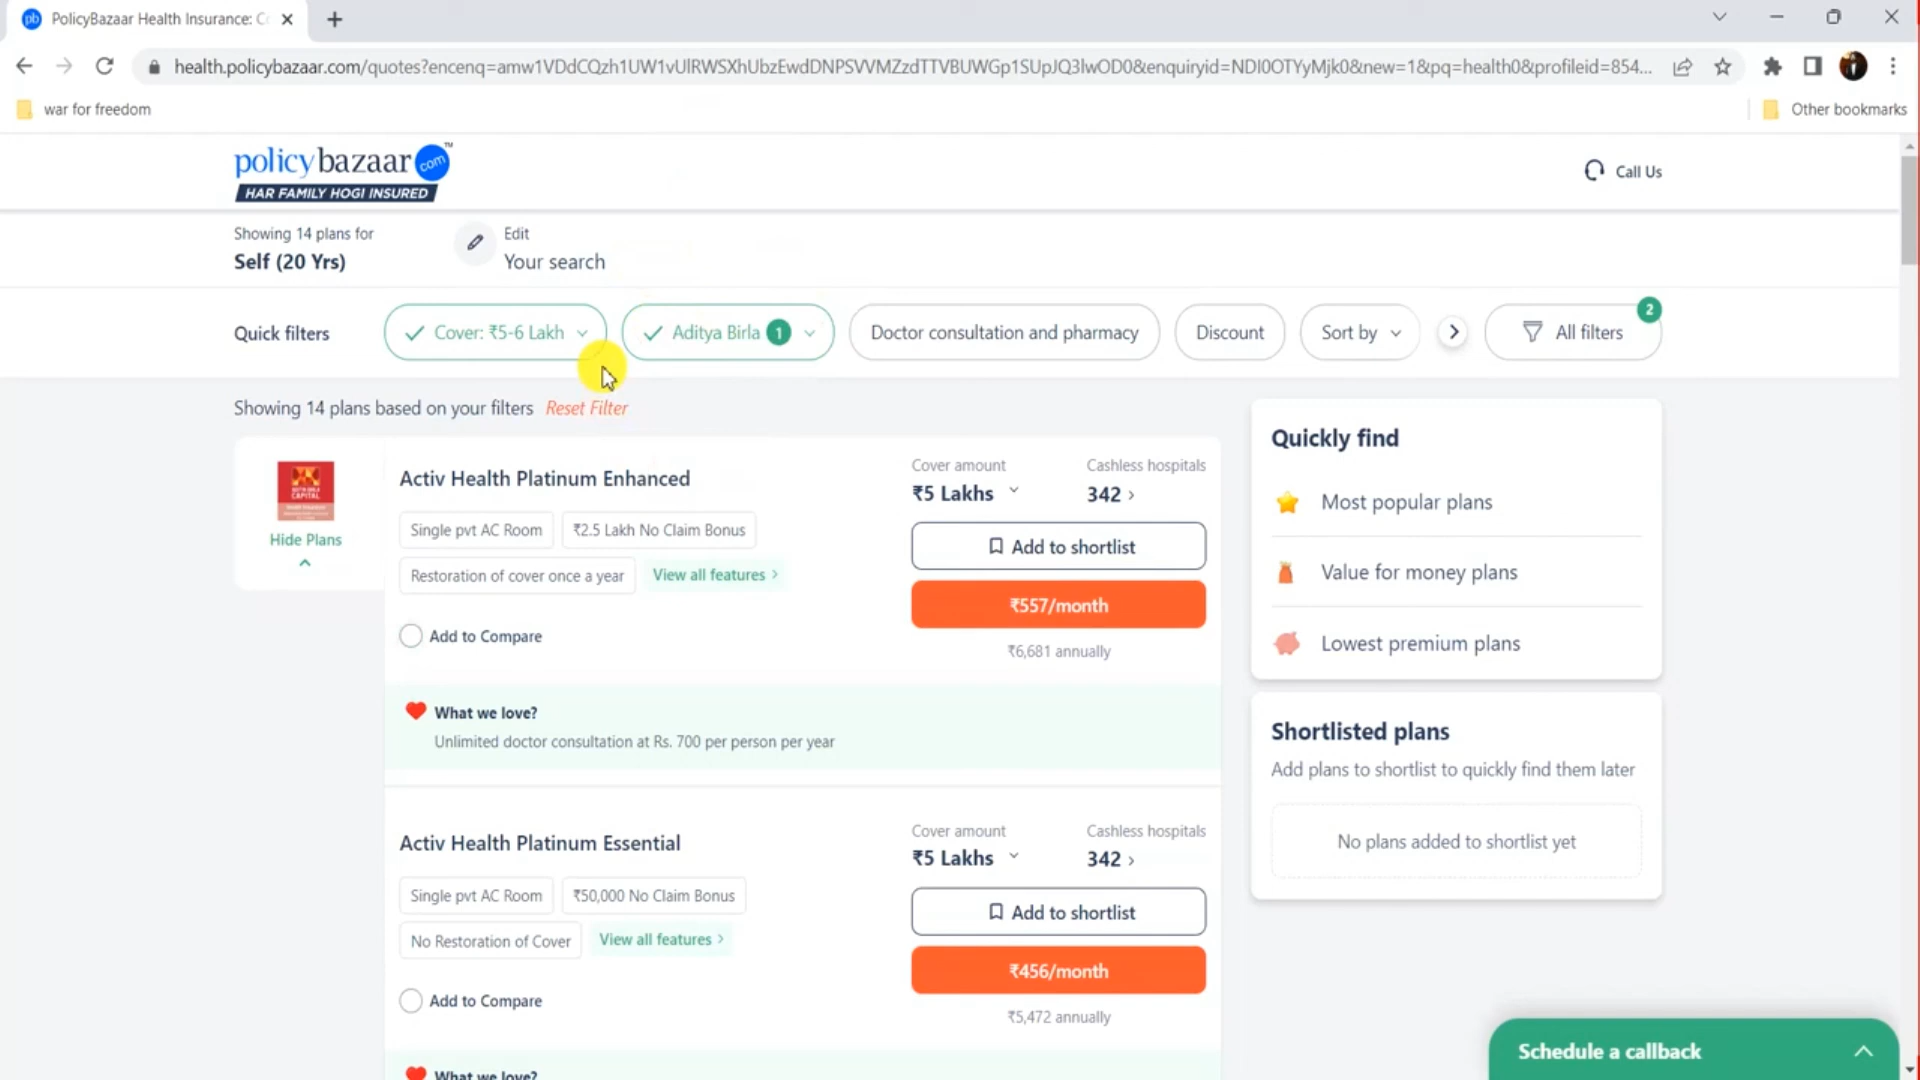 PolicyBazaar Health Insurance: C
health.policybazaar.com/quotes?encenq=amw1VDdCQzh1UW1vUlRWSXhUbzEwdDNPSVVMZzdTTVBUWGp1SUpJQ3lwOD0&enquiryid=NDI0OTYyMjk0&new=1&pq=health0&profileid=854...
war for freedom
Other bookmarks
policybazaar com TM
HAR FAMILY HOGI INSURED
Call Us
Showing 14 plans for
Self (20 Yrs)
Edit
Your search
Quick filters
Cover: ₹5-6 Lakh
Aditya Birla 1
Doctor consultation and pharmacy
Discount
Sort by
All filters
2
Showing 14 plans based on your filters Reset Filter
CAPITAL
Hide Plans
Activ Health Platinum Enhanced
Single pvt AC Room
₹2.5 Lakh No Claim Bonus
Restoration of cover once a year
View all features >
Add to Compare
Cover amount
₹5 Lakhs
Cashless hospitals
342 >
Add to shortlist
₹557/month
₹6,681 annually
What we love?
Unlimited doctor consultation at Rs. 700 per person per year
Activ Health Platinum Essential
Single pvt AC Room
₹50,000 No Claim Bonus
No Restoration of Cover
View all features >
Add to Compare
Cover amount
₹5 Lakhs
Cashless hospitals
342 >
Add to shortlist
₹456/month
₹5,472 annually
What we love?
Quickly find
Most popular plans
Value for money plans
Lowest premium plans
Shortlisted plans
Add plans to shortlist to quickly find them later
No plans added to shortlist yet
Schedule a callback